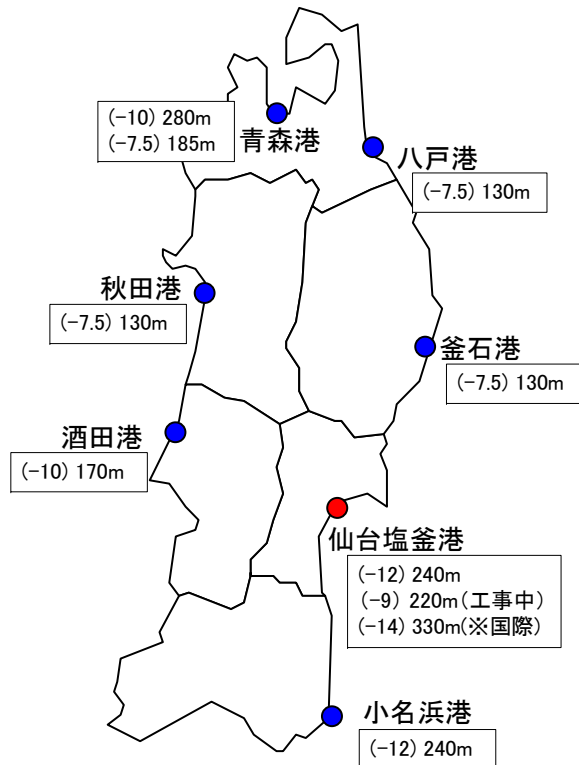 (-10) 280m
(-7.5) 185m
青森港
八戸港
(-7.5) 130m
秋田港
(-7.5) 130m
釜石港
(-7.5) 130m
酒田港
(-10) 170m
仙台塩釜港
(-12) 240m
(-9) 220m(工事中)
(-14) 330m(※国際)
小名浜港
(-12) 240m